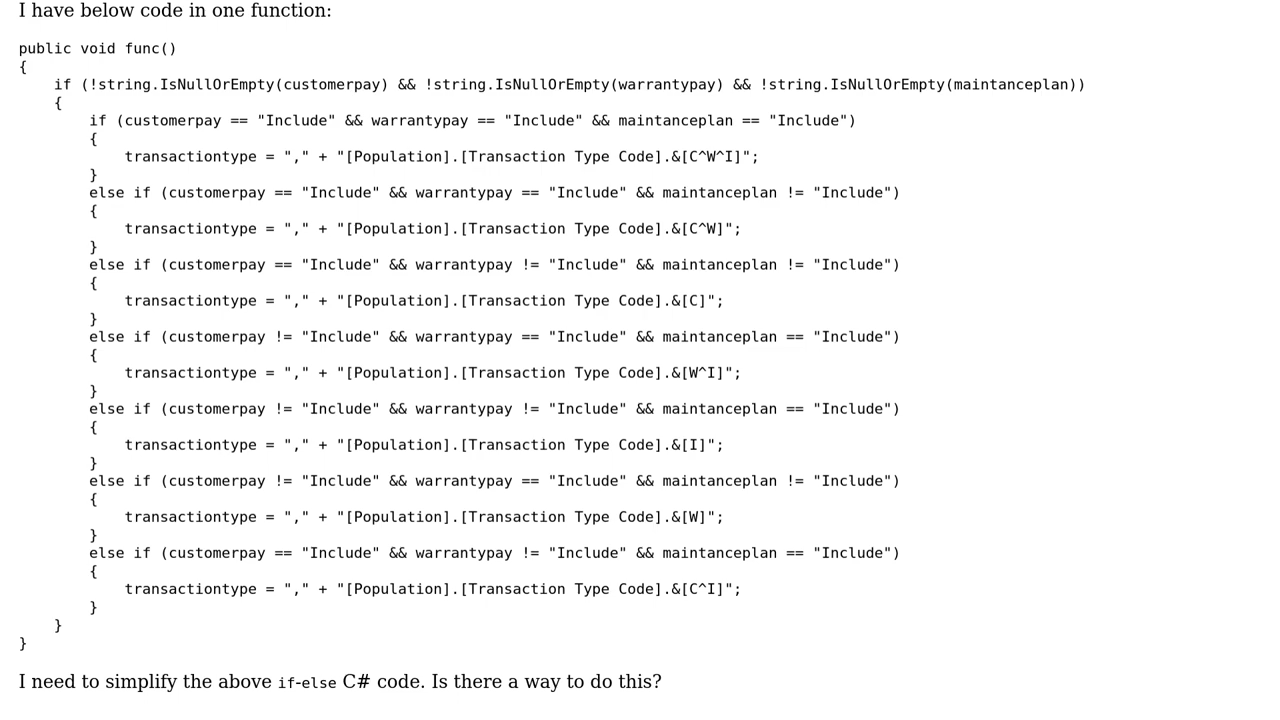 I have below code in one function:
public void func()
{
    if (!string.IsNullOrEmpty(customerpay) && !string.IsNullOrEmpty(warrantypay) && !string.IsNullOrEmpty(maintanceplan))
    {
        if (customerpay == "Include" && warrantypay == "Include" && maintanceplan == "Include")
        {
            transactiontype = "," + "[Population].[Transaction Type Code].&[C^W^I]";
        }
        else if (customerpay == "Include" && warrantypay == "Include" && maintanceplan != "Include")
        {
            transactiontype = "," + "[Population].[Transaction Type Code].&[C^W]";
        }
        else if (customerpay == "Include" && warrantypay != "Include" && maintanceplan != "Include")
        {
            transactiontype = "," + "[Population].[Transaction Type Code].&[C]";
        }
        else if (customerpay != "Include" && warrantypay == "Include" && maintanceplan == "Include")
        {
            transactiontype = "," + "[Population].[Transaction Type Code].&[W^I]";
        }
        else if (customerpay != "Include" && warrantypay != "Include" && maintanceplan == "Include")
        {
            transactiontype = "," + "[Population].[Transaction Type Code].&[I]";
        }
        else if (customerpay != "Include" && warrantypay == "Include" && maintanceplan != "Include")
        {
            transactiontype = "," + "[Population].[Transaction Type Code].&[W]";
        }
        else if (customerpay == "Include" && warrantypay != "Include" && maintanceplan == "Include")
        {
            transactiontype = "," + "[Population].[Transaction Type Code].&[C^I]";
        }
    }
}
I need to simplify the above if-else C# code. Is there a way to do this?